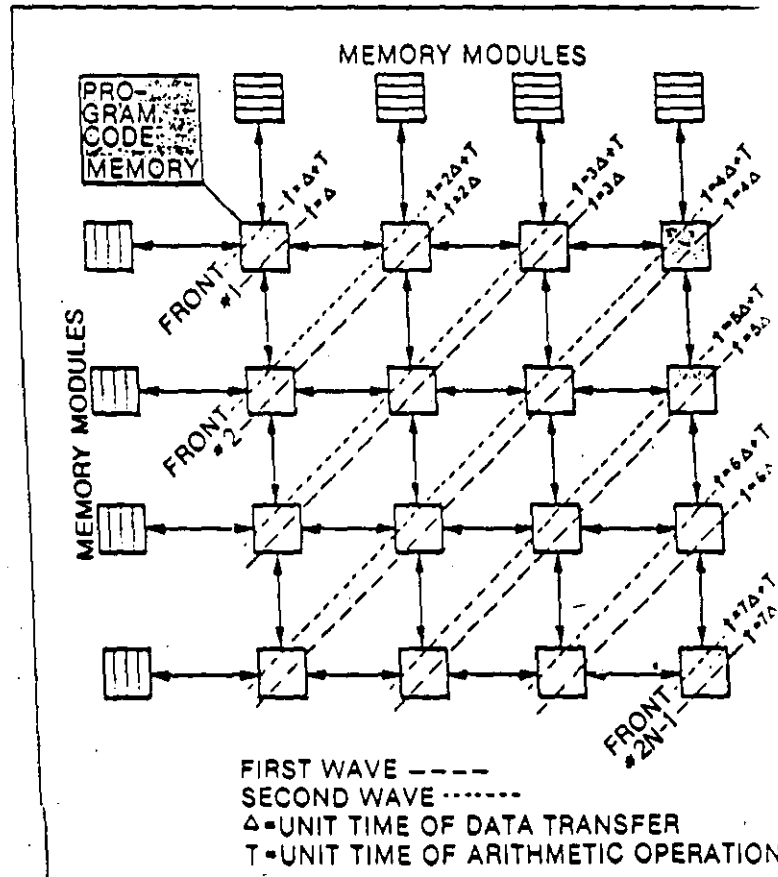 MEMORY MODULES
PRO-
GRAM
CODE
MEMORY
t=Δ+T
t=Δ
t=2Δ+T
t=2Δ
t=3Δ+T
t=3Δ
t=4Δ+T
t=4Δ
FRONT
#1
t=5Δ+T
t=5Δ
MEMORY MODULES
FRONT
#2
t=6Δ+T
t=6Δ
t=7Δ+T
t=7Δ
FRONT
#2N-1
FIRST WAVE ----
SECOND WAVE ·······
Δ=UNIT TIME OF DATA TRANSFER
T=UNIT TIME OF ARITHMETIC OPERATION